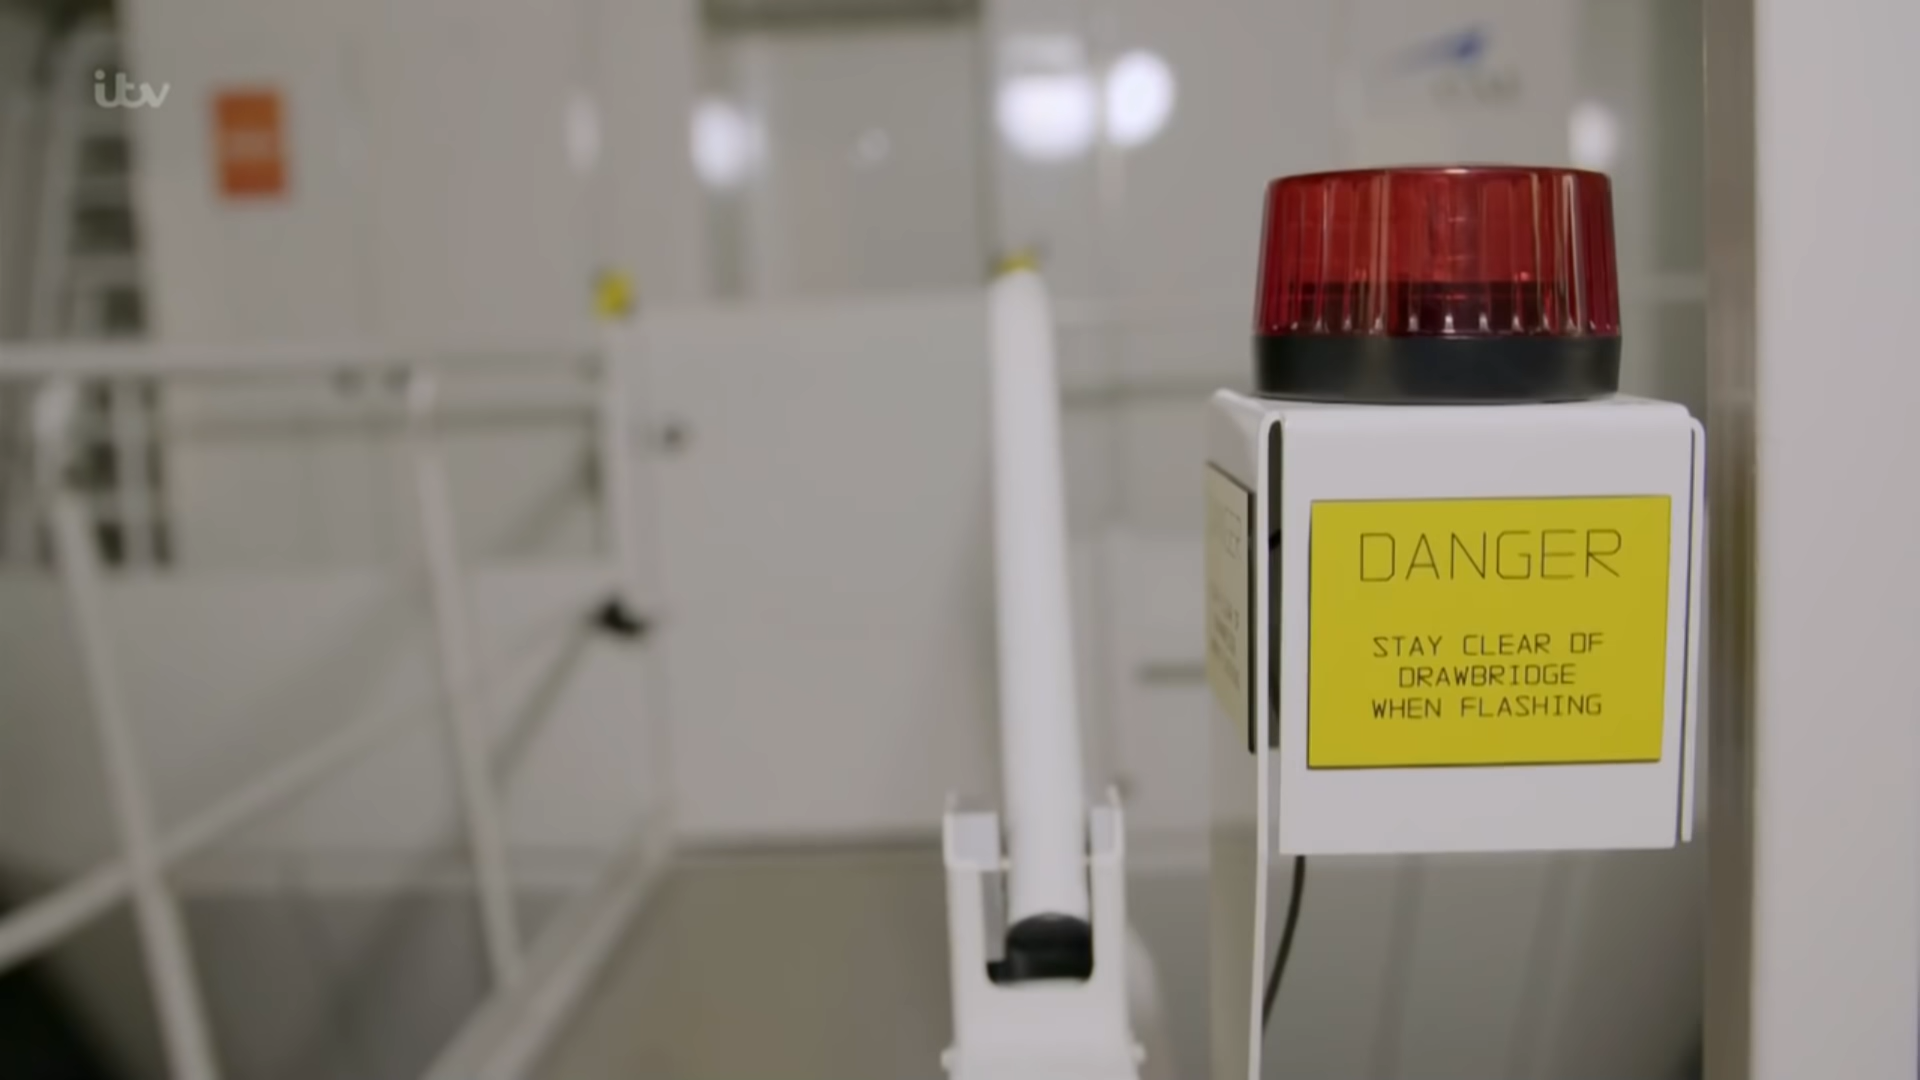 itv
DANGER
STAY CLEAR OF
DRAWBRIDGE
WHEN FLASHING